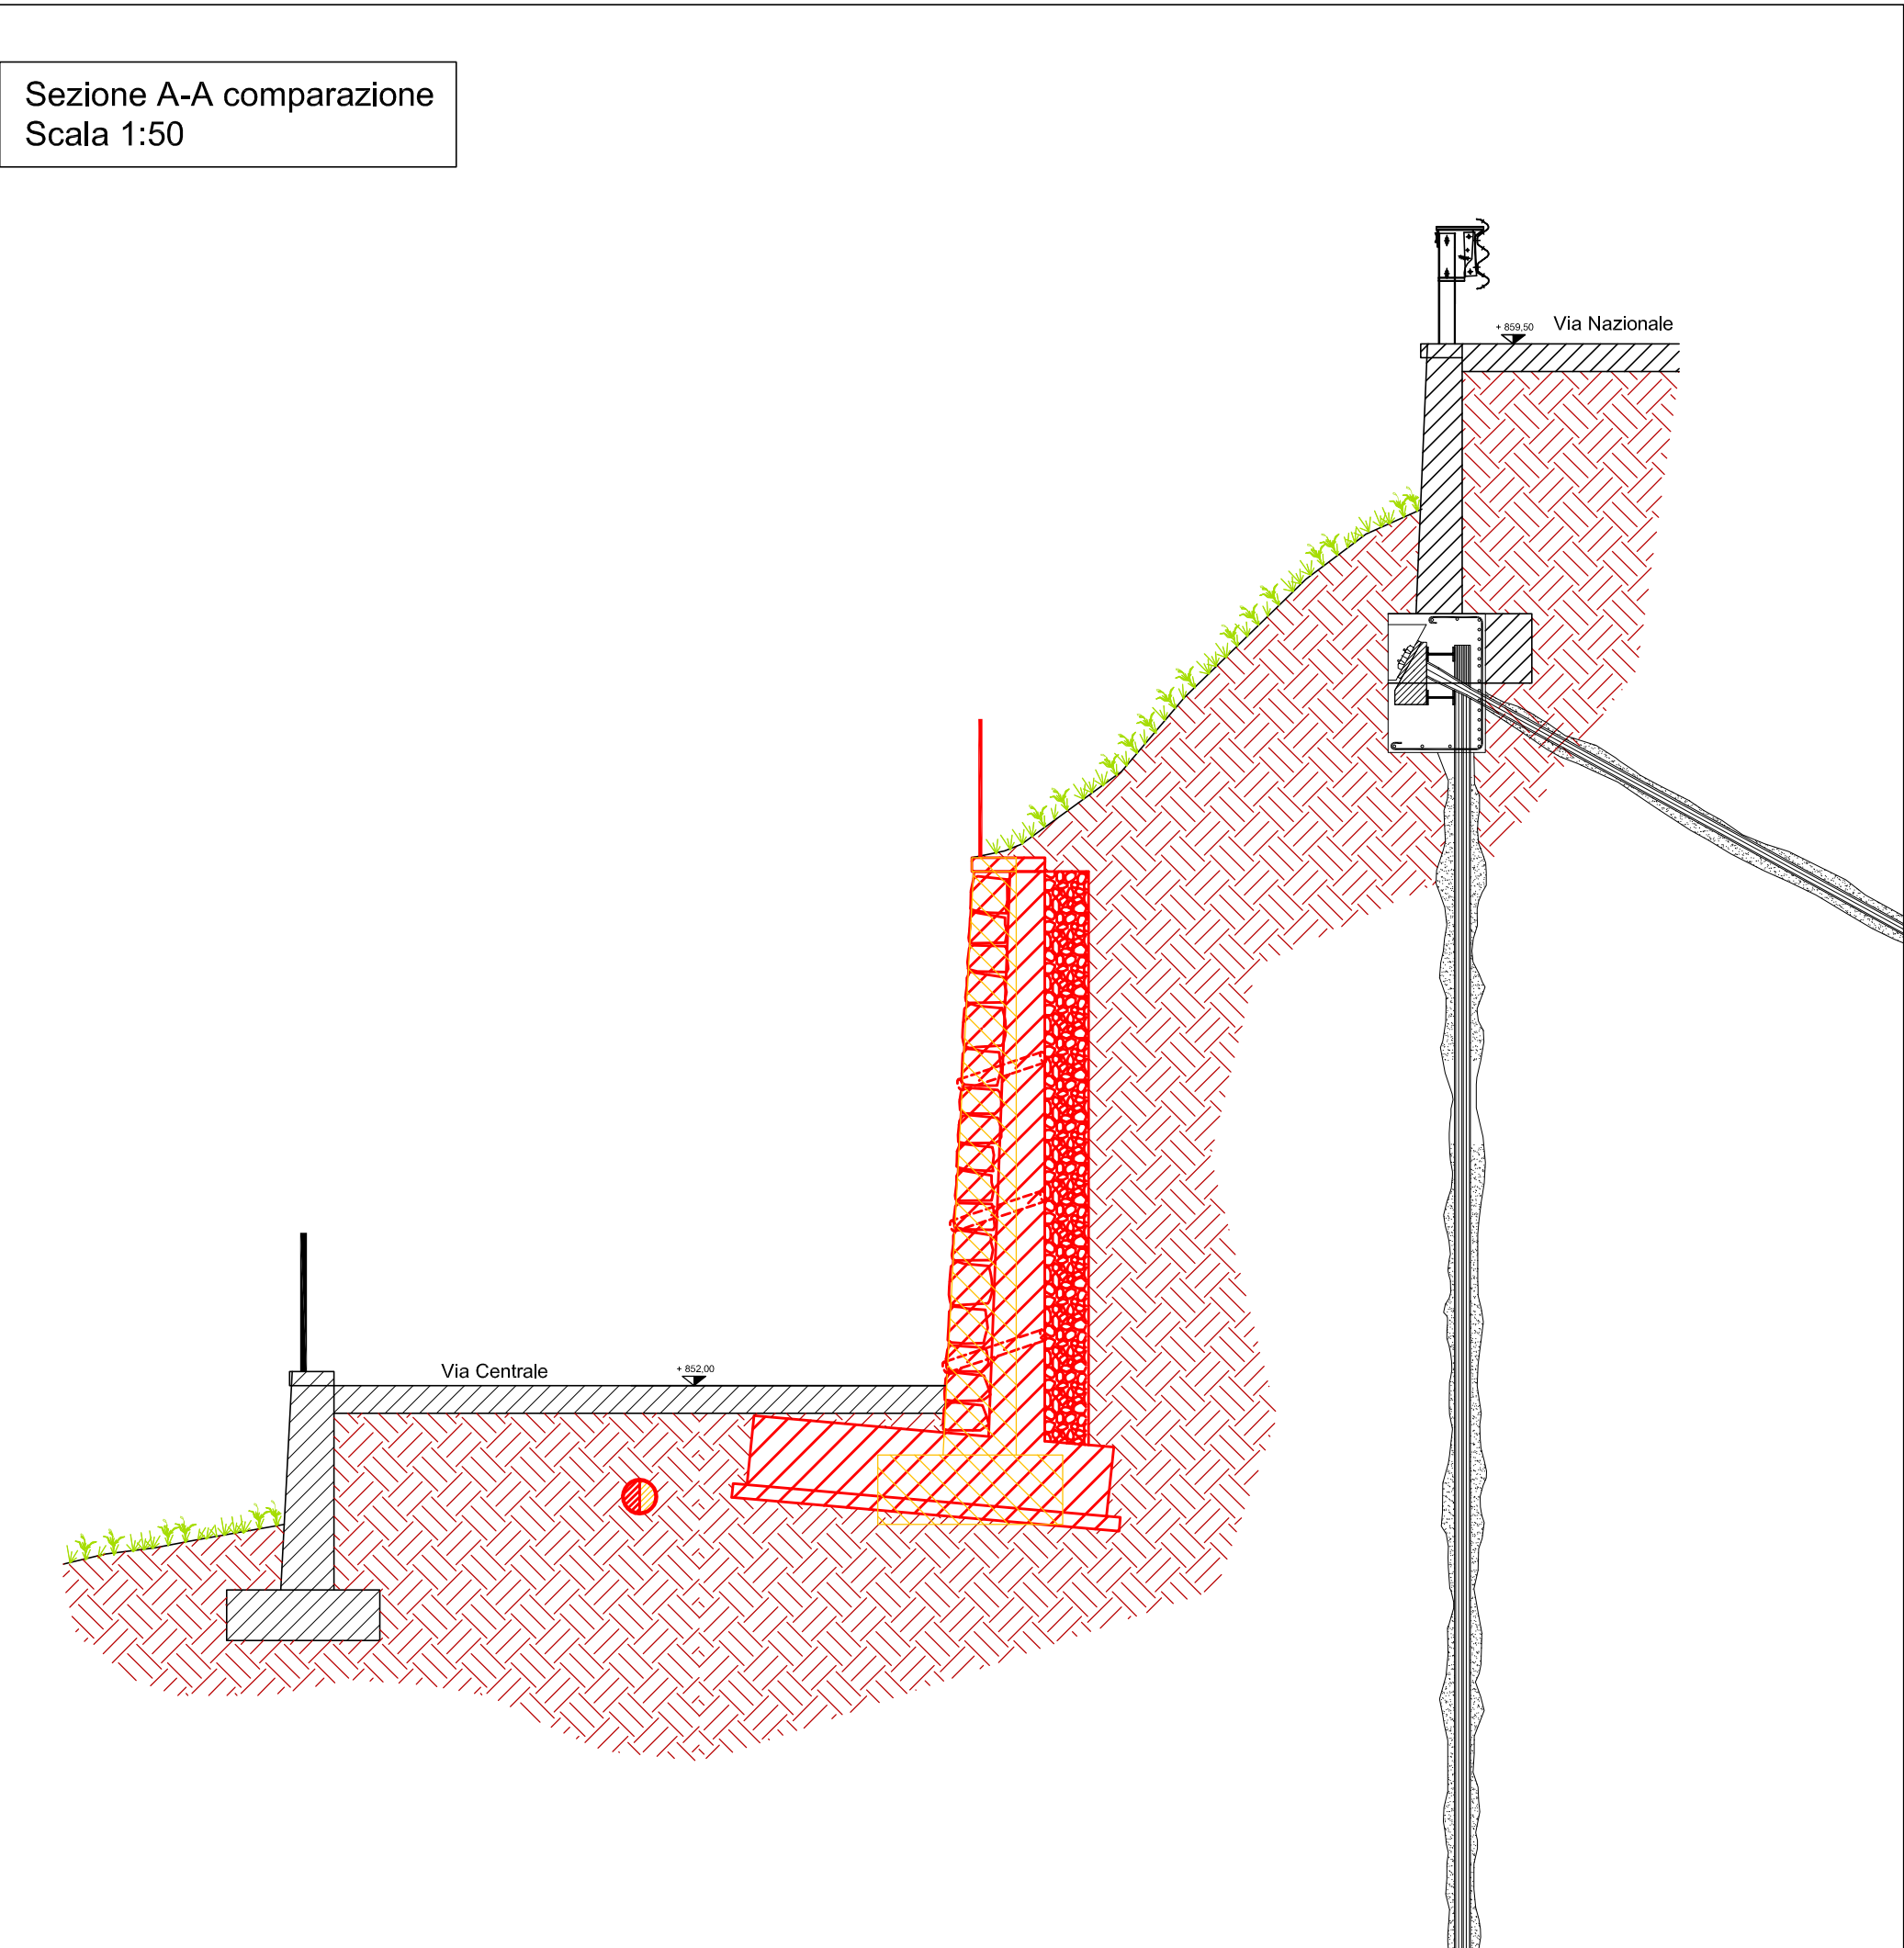 Sezione A-A comparazione
Scala 1:50
+ 859,50
Via Nazionale
Via Centrale
+ 852,00